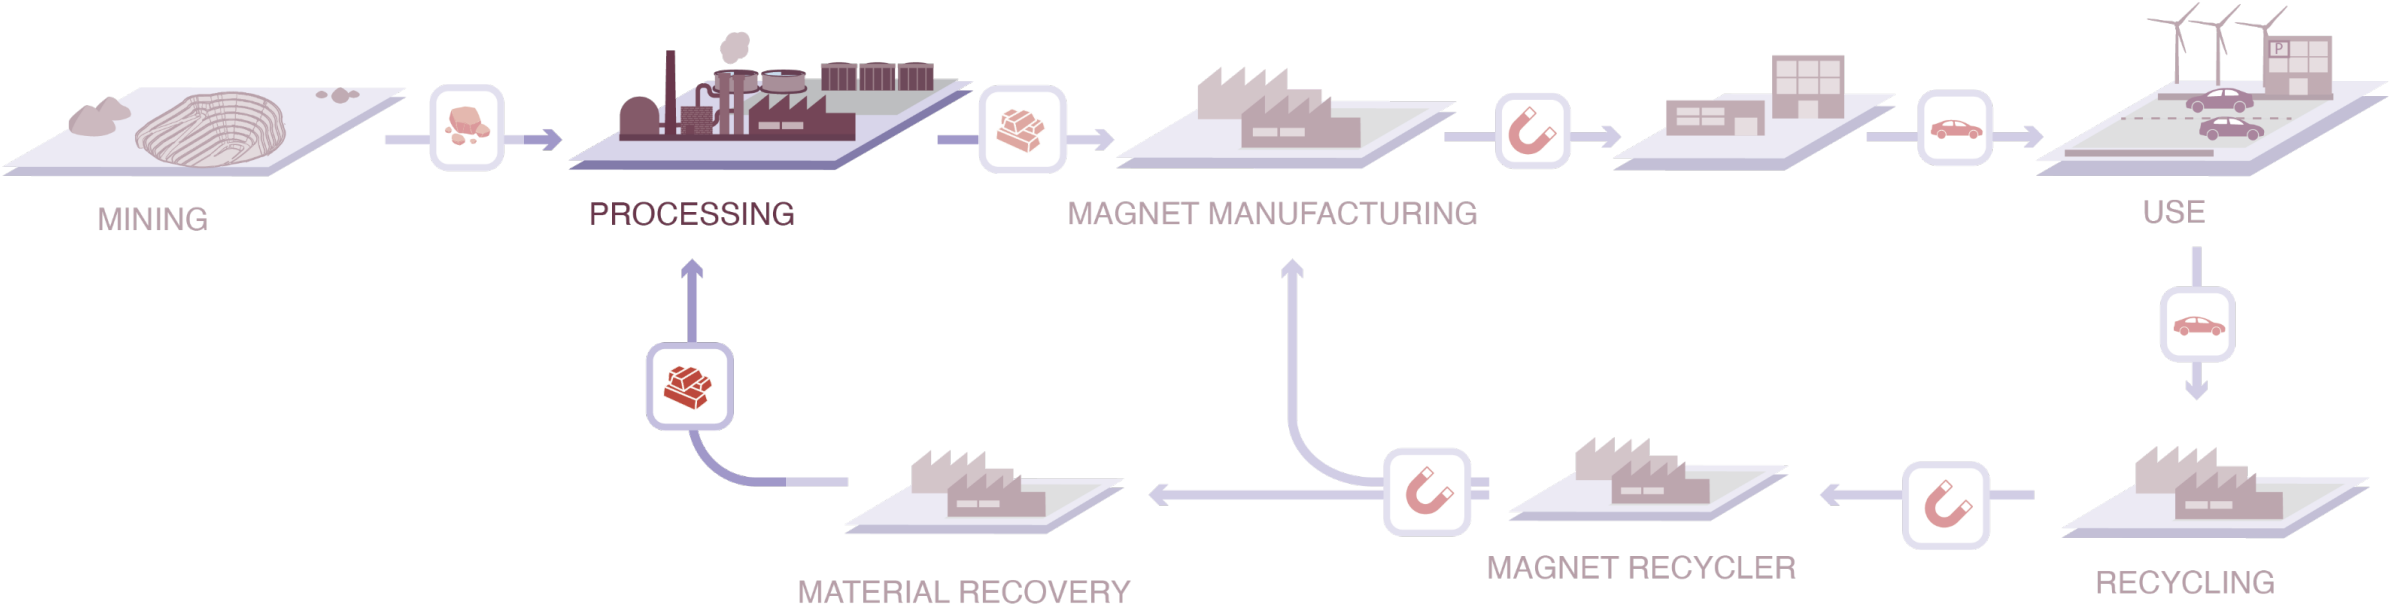 P
MINING
PROCESSING
MAGNET MANUFACTURING
USE
MATERIAL RECOVERY
MAGNET RECYCLER
RECYCLING